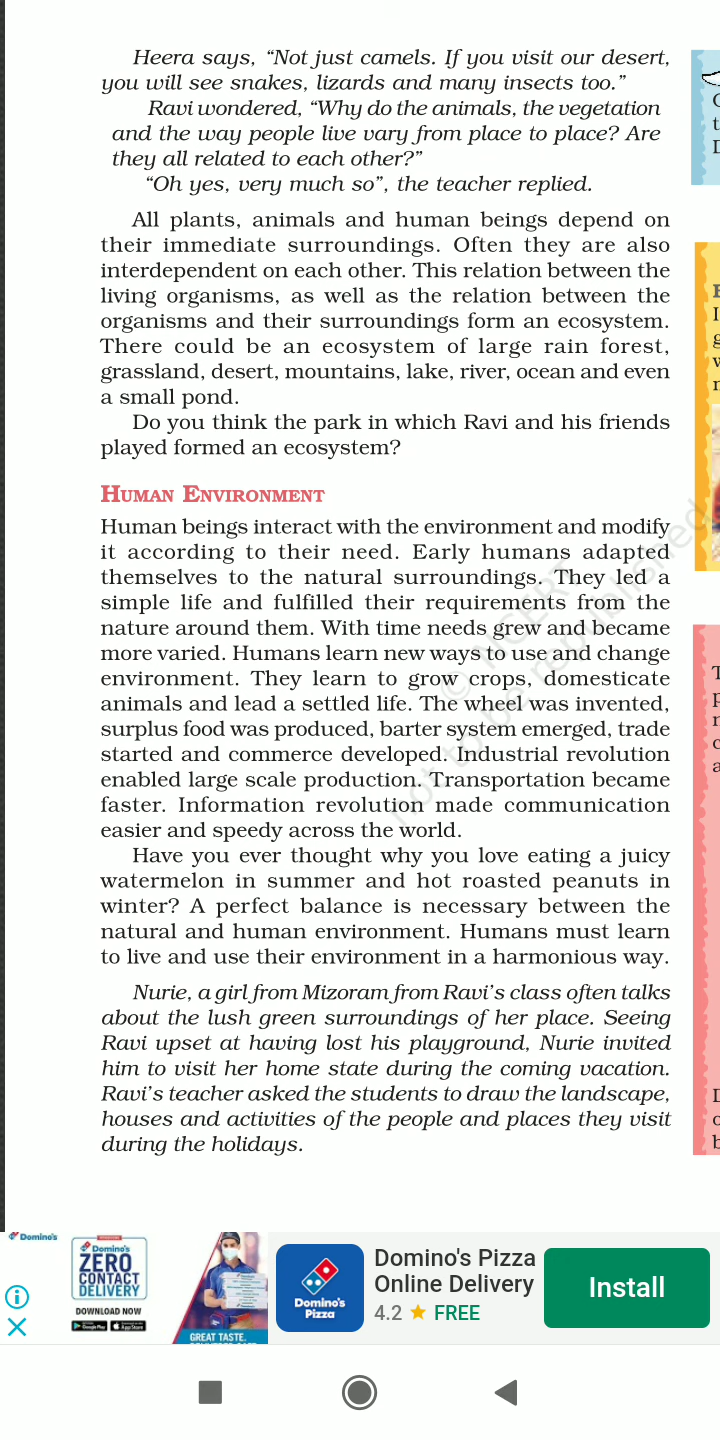 Heera says, “Not just camels. If you visit our desert,
you will see snakes, lizards and many insects too.”
Ravi wondered, “Why do the animals, the vegetation
and the way people live vary from place to place? Are
they all related to each other?”
“Oh yes, very much so”, the teacher replied.
All plants, animals and human beings depend on
their immediate surroundings. Often they are also
interdependent on each other. This relation between the
living organisms, as well as the relation between the
organisms and their surroundings form an ecosystem.
There could be an ecosystem of large rain forest,
grassland, desert, mountains, lake, river, ocean and even
a small pond.
Do you think the park in which Ravi and his friends
played formed an ecosystem?
HUMAN ENVIRONMENT
Human beings interact with the environment and modify
it according to their need. Early humans adapted
themselves to the natural surroundings. They led a
simple life and fulfilled their requirements from the
nature around them. With time needs grew and became
more varied. Humans learn new ways to use and change
environment. They learn to grow crops, domesticate
animals and lead a settled life. The wheel was invented,
surplus food was produced, barter system emerged, trade
started and commerce developed. Industrial revolution
enabled large scale production. Transportation became
faster. Information revolution made communication
easier and speedy across the world.
Have you ever thought why you love eating a juicy
watermelon in summer and hot roasted peanuts in
winter? A perfect balance is necessary between the
natural and human environment. Humans must learn
to live and use their environment in a harmonious way.
Nurie, a girl from Mizoram from Ravi’s class often talks
about the lush green surroundings of her place. Seeing
Ravi upset at having lost his playground, Nurie invited
him to visit her home state during the coming vacation.
Ravi’s teacher asked the students to draw the landscape,
houses and activities of the people and places they visit
during the holidays.
© NCERT
not to be republished
Domino's
Domino's
ZERO
CONTACT
DELIVERY
DOWNLOAD NOW
Google Play App Store
GREAT TASTE.
Domino's
Pizza
Domino's Pizza
Online Delivery
4.2 ★ FREE
Install